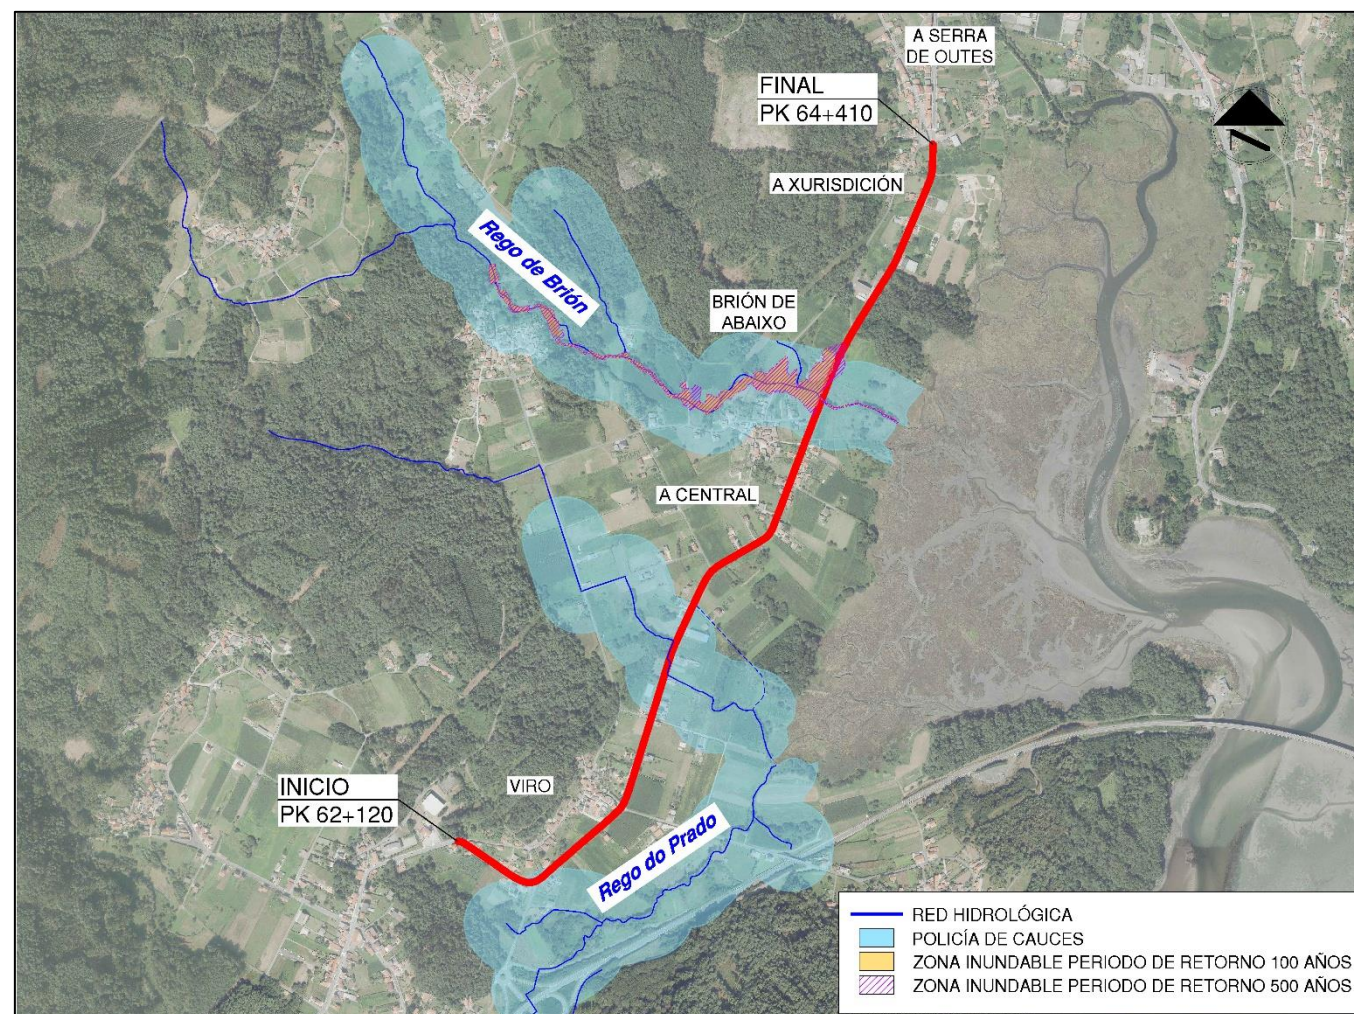 A SERRA
DE OUTES
FINAL
PK 64+410
A XURISDICIÓN
Rego de Brión
BRIÓN DE
ABAIXO
A CENTRAL
INICIO
PK 62+120
VIRO
Rego do Prado
RED HIDROLÓGICA
POLICÍA DE CAUCES
ZONA INUNDABLE PERIODO DE RETORNO 100 AÑOS
ZONA INUNDABLE PERIODO DE RETORNO 500 AÑOS